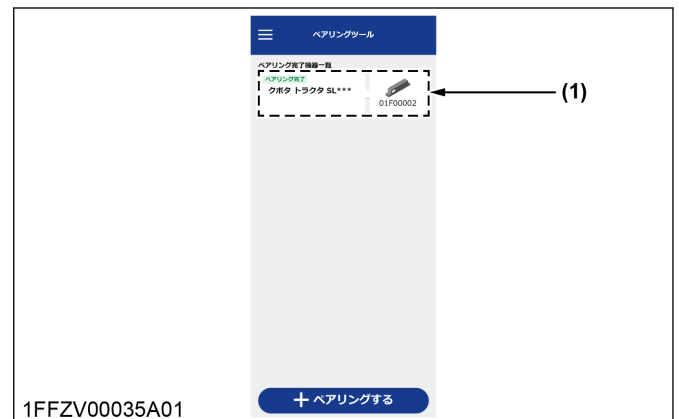 ペアリングツール
ペアリング完了機器一覧
ペアリング完了
クボタ トラクタ SL***
01F00002
(1)
＋ ペアリングする
1FFZV00035A01